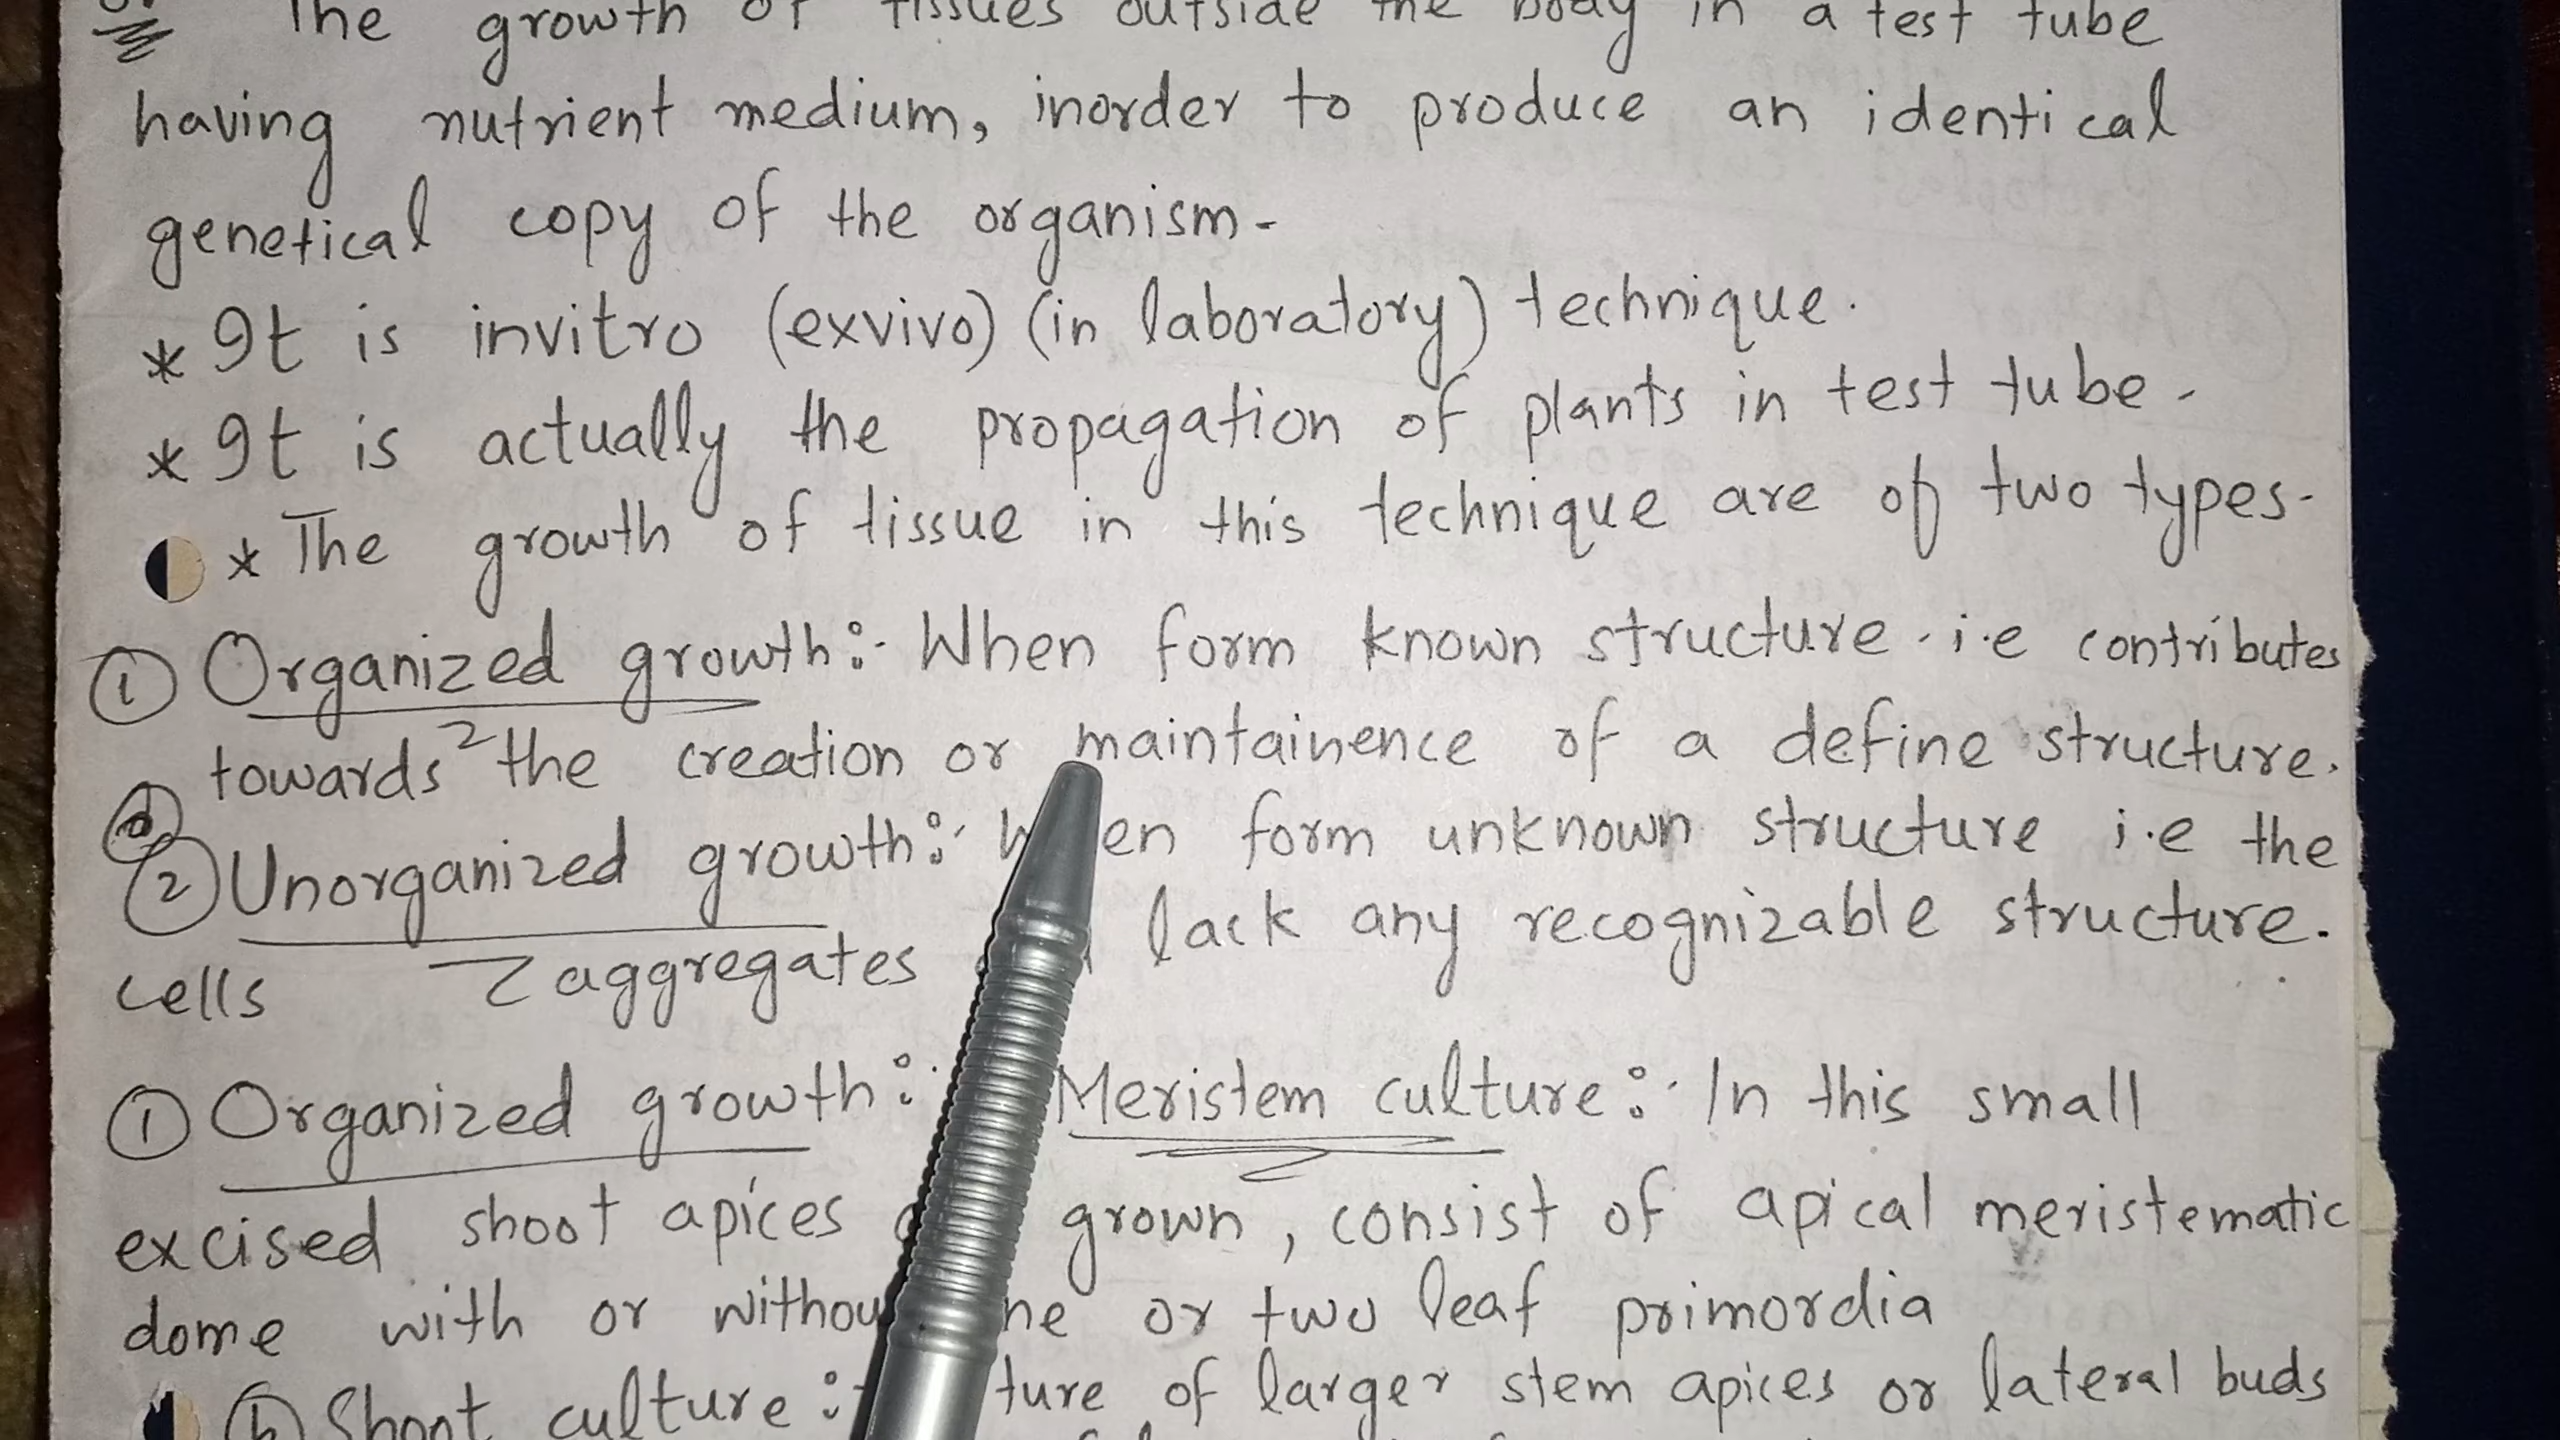 The growth of tissues outside the body in a test tube
having nutrient medium, inorder to produce an identical
genetical copy of the organism-
* It is invitro (exvivo) (in laboratory) technique.
* It is actually the propagation of plants in test tube-
* The growth of tissue in this technique are of two types-
① Organized growth:- When form known structure - i.e contributes
towards the creation or maintainence of a define structure.
② Unorganized growth:- en form unknown structure i.e the
cells aggregates lack any recognizable structure.
① Organized growth:- Meristem culture:- In this small
excised shoot apices grown, consist of apical meristematic
dome with or or two leaf primordia
(b) Shoot culture:- of larger stem apices or lateral buds